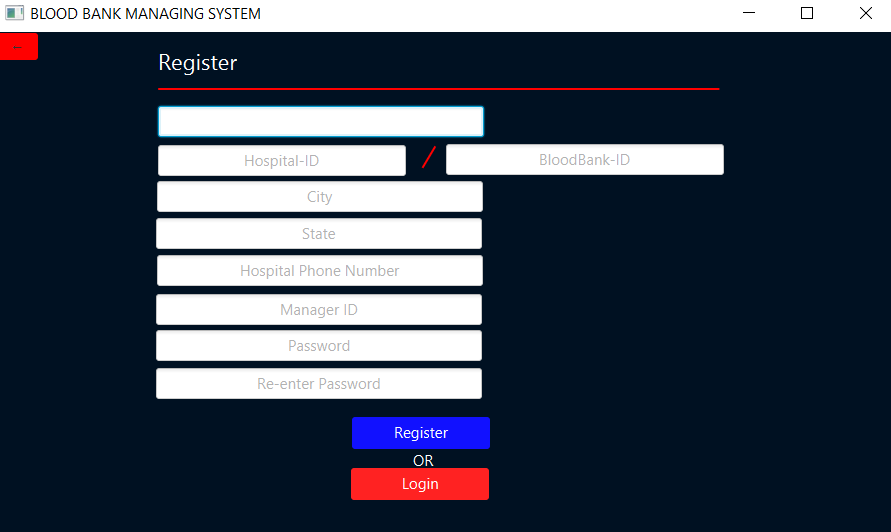 BLOOD BANK MANAGING SYSTEM
←
Register
Hospital-ID / BloodBank-ID
City
State
Hospital Phone Number
Manager ID
Password
Re-enter Password
Register
OR
Login